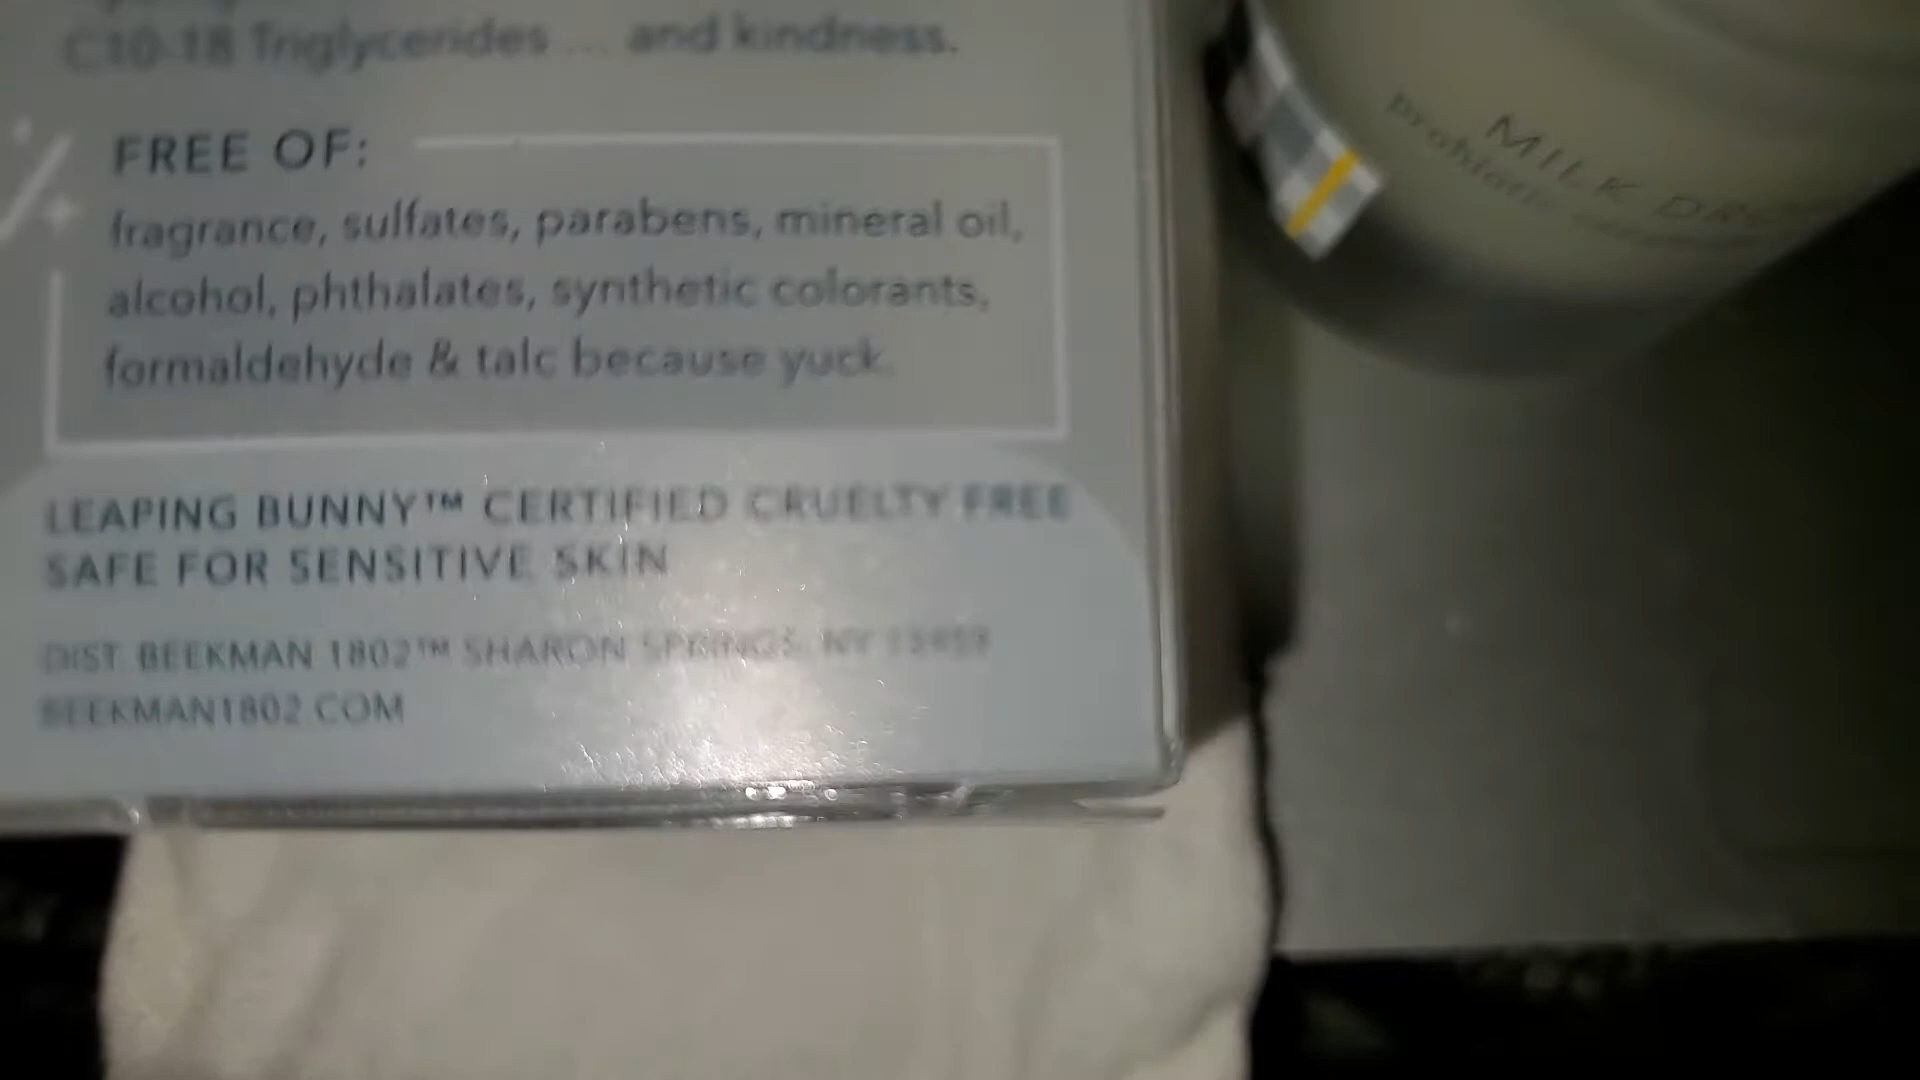 C10-18 Triglycerides ... and kindness.
FREE OF:
fragrance, sulfates, parabens, mineral oil,
alcohol, phthalates, synthetic colorants,
formaldehyde & talc because yuck.
LEAPING BUNNY™ CERTIFIED CRUELTY FREE
SAFE FOR SENSITIVE SKIN
DIST. BEEKMAN 1802™ SHARON SPRINGS, NY 13459
BEEKMAN1802.COM
MILK
probiotic